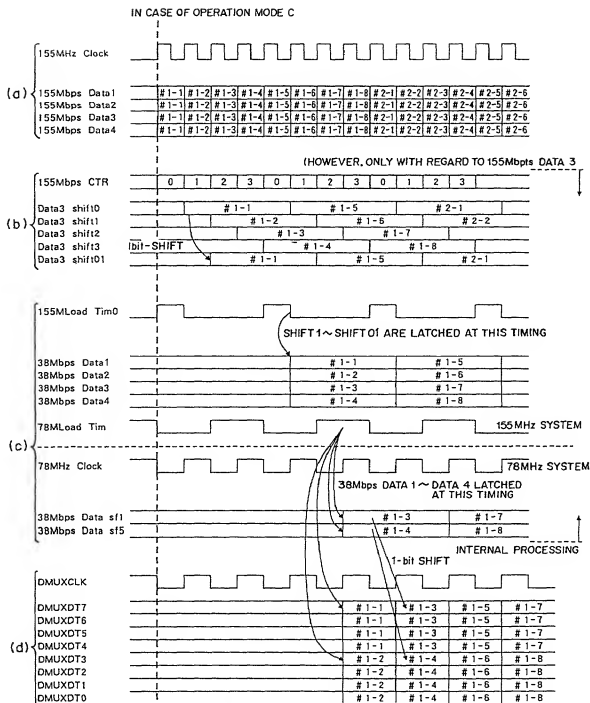 IN CASE OF OPERATION MODE C
(a)
155MHz Clock
155Mbps Data1 #1-1 #1-2 #1-3 #1-4 #1-5 #1-6 #1-7 #1-8 #2-1 #2-2 #2-3 #2-4 #2-5 #2-6
155Mbps Data2 #1-1 #1-2 #1-3 #1-4 #1-5 #1-6 #1-7 #1-8 #2-1 #2-2 #2-3 #2-4 #2-5 #2-6
155Mbps Data3 #1-1 #1-2 #1-3 #1-4 #1-5 #1-6 #1-7 #1-8 #2-1 #2-2 #2-3 #2-4 #2-5 #2-6
155Mbps Data4 #1-1 #1-2 #1-3 #1-4 #1-5 #1-6 #1-7 #1-8 #2-1 #2-2 #2-3 #2-4 #2-5 #2-6
(HOWEVER, ONLY WITH REGARD TO 155Mbpts DATA 3
(b)
155Mbps CTR 0 1 2 3 0 1 2 3 0 1 2 3
Data3 shift0 #1-1 #1-5 #2-1
Data3 shift1 #1-2 #1-6 #2-2
Data3 shift2 #1-3 #1-7
Data3 shift3 1bit-SHIFT #1-4 #1-8
Data3 shift01 #1-1 #1-5 #2-1
155MLoad Tim0
SHIFT1~SHIFT01 ARE LATCHED AT THIS TIMING
38Mbps Data1 #1-1 #1-5
38Mbps Data2 #1-2 #1-6
38Mbps Data3 #1-3 #1-7
38Mbps Data4 #1-4 #1-8
78MLoad Tim 155MHz SYSTEM
(c)
78MHz Clock 78MHz SYSTEM
38Mbps DATA 1~DATA 4 LATCHED
AT THIS TIMING
38Mbps Data sf1 #1-3 #1-7
38Mbps Data sf5 #1-4 #1-8
INTERNAL PROCESSING
1-bit SHIFT
DMUXCLK
(d)
DMUXDT7 #1-1 #1-3 #1-5 #1-7
DMUXDT6 #1-1 #1-3 #1-5 #1-7
DMUXDT5 #1-1 #1-3 #1-5 #1-7
DMUXDT4 #1-1 #1-3 #1-5 #1-7
DMUXDT3 #1-2 #1-4 #1-6 #1-8
DMUXDT2 #1-2 #1-4 #1-6 #1-8
DMUXDT1 #1-2 #1-4 #1-6 #1-8
DMUXDT0 #1-2 #1-4 #1-6 #1-8